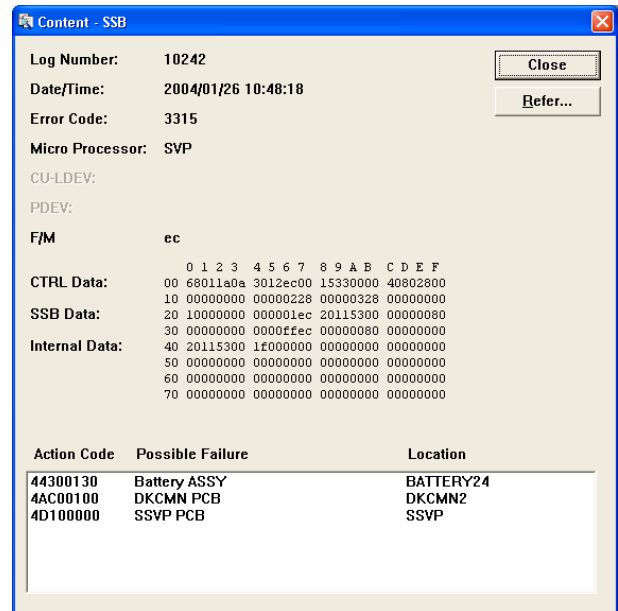 Content - SSB
Log Number: 10242
Close
Date/Time: 2004/01/26 10:48:18
Refer...
Error Code: 3315
Micro Processor: SVP
CU-LDEV:
PDEV:
F/M ec
0 1 2 3 4 5 6 7 8 9 A B C D E F
CTRL Data: 00 68011a0a 3012ec00 15330000 40802800
10 00000000 00000228 00000328 00000000
SSB Data: 20 10000000 000001ec 20115300 00000080
30 00000000 0000ffec 00000080 00000000
Internal Data: 40 20115300 1f000000 00000000 00000000
50 00000000 00000000 00000000 00000000
60 00000000 00000000 00000000 00000000
70 00000000 00000000 00000000 00000000
Action Code Possible Failure Location
44300130 Battery ASSY BATTERY24
4AC00100 DKCMN PCB DKCMN2
4D100000 SSVP PCB SSVP